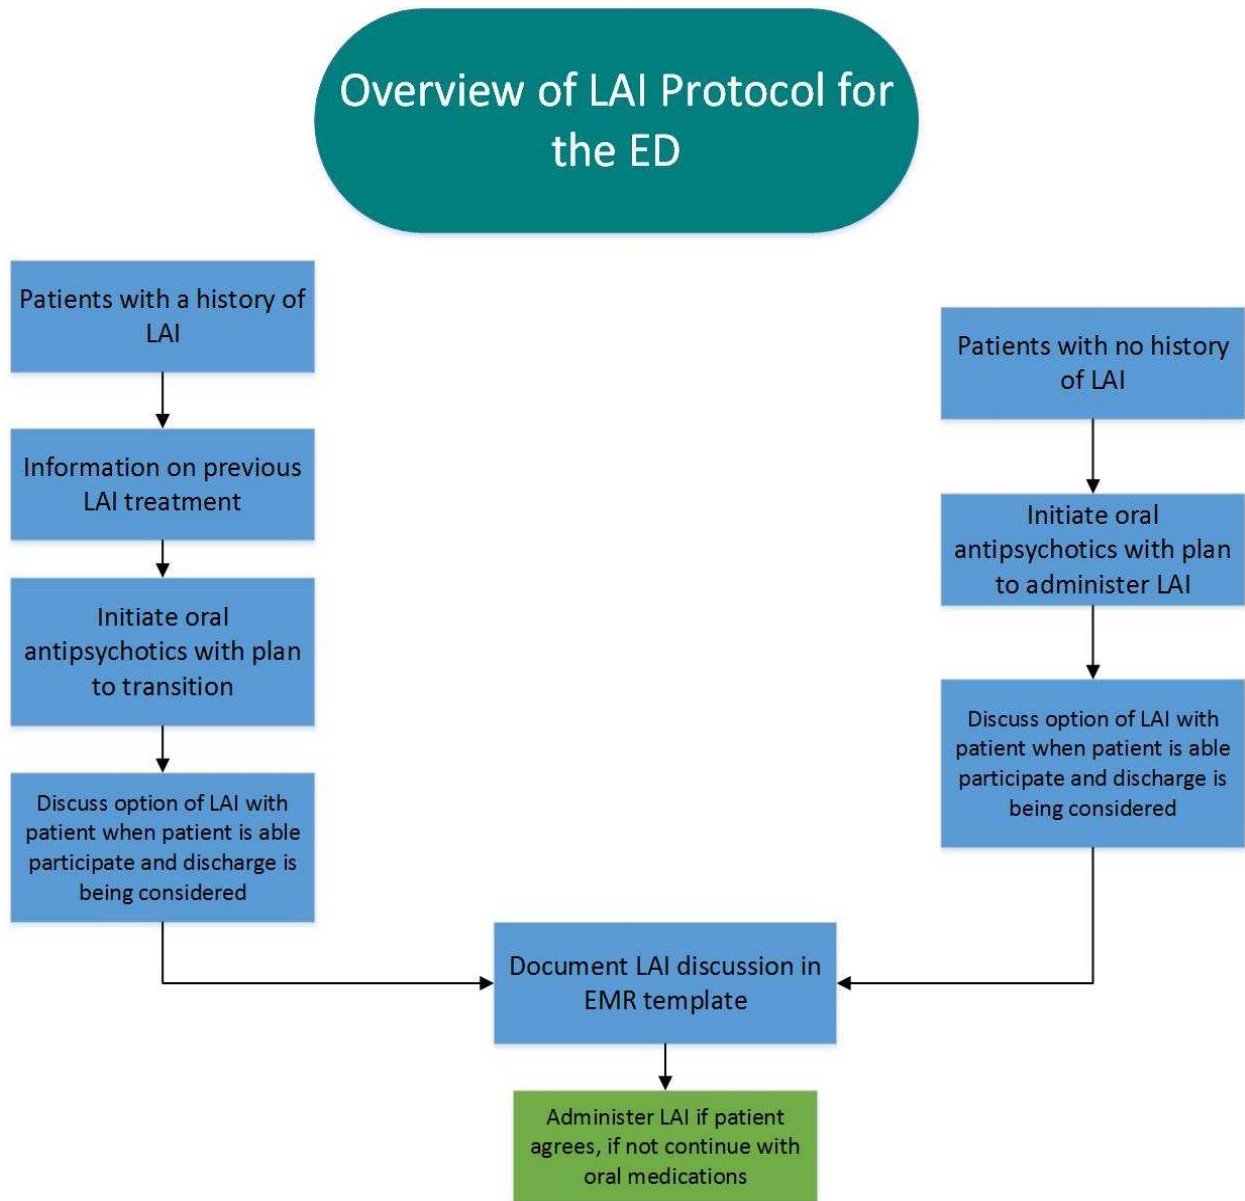 Overview of LAI Protocol for
the ED
Patients with a history of
LAI
Information on previous
LAI treatment
Initiate oral
antipsychotics with plan
to transition
Discuss option of LAI with
patient when patient is able
participate and discharge is
being considered
Patients with no history
of LAI
Initiate oral
antipsychotics with plan
to administer LAI
Discuss option of LAI with
patient when patient is able
participate and discharge is
being considered
Document LAI discussion in
EMR template
Administer LAI if patient
agrees, if not continue with
oral medications